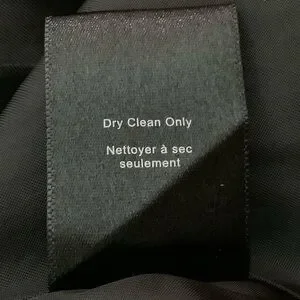 Dry Clean Only
Nettoyer à sec
seulement